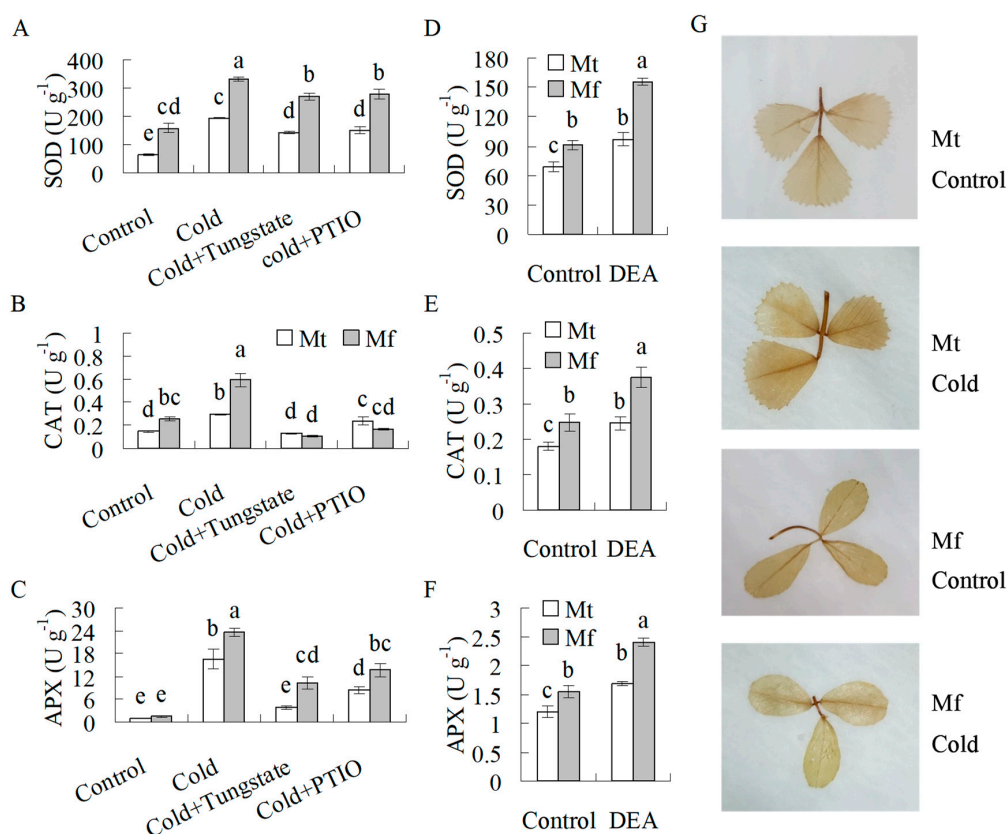 A
SOD (U g-1)
400
300
200
100
0
e
cd
c
a
d
b
d
b
Control
Cold
Cold+Tungstate
cold+PTIO
B
CAT (U g-1)
1
0.8
0.6
0.4
0.2
0
Mt
Mf
d
bc
b
a
d
d
c
cd
Control
Cold
Cold+Tungstate
Cold+PTIO
C
APX (U g-1)
30
24
18
12
6
0
e
e
b
a
e
cd
d
bc
Control
Cold
Cold+Tungstate
Cold+PTIO
D
SOD (U g-1)
180
150
120
90
60
30
0
Mt
Mf
c
b
b
a
Control DEA
E
CAT (U g-1)
0.5
0.4
0.3
0.2
0.1
0
Mt
Mf
c
b
b
a
Control DEA
F
APX (U g-1)
3
2.5
2
1.5
1
0.5
0
Mt
Mf
c
b
b
a
Control DEA
G
Mt
Control
Mt
Cold
Mf
Control
Mf
Cold